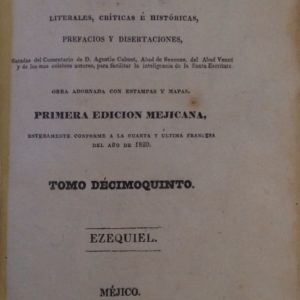 LITERALES, CRÍTICAS É HISTÓRICAS,
PREFACIOS Y DISERTACIONES,
Sacadas del Comentario de D. Agustin Calmet, Abad de Senones, del Abad Vencé
y de los mas célebres autores, para facilitar la inteligencia de la Santa Escritura.
OBRA ADORNADA CON ESTAMPAS Y MAPAS.
PRIMERA EDICION MEJICANA,
ENTERAMENTE CONFORME A LA CUARTA Y ÚLTIMA FRANCESA
DEL AÑO DE 1820.
TOMO DÉCIMOQUINTO.
EZEQUIEL.
MÉJICO.